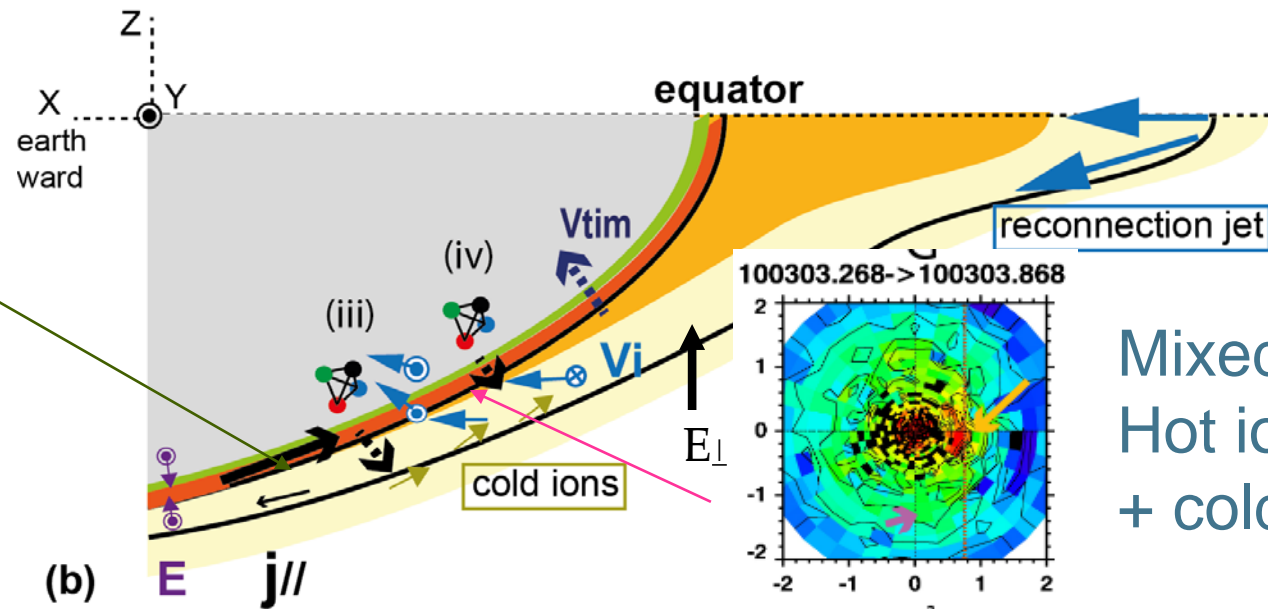 Z
X
Y
earth
ward
equator
Vtim
reconnection jet
(iv)
(iii)
100303.268->100303.868
2
1
0
-1
-2
-2 -1 0 1 2
Vi
E⊥
cold ions
Mixed
Hot io
+ cold
(b)
E
j//